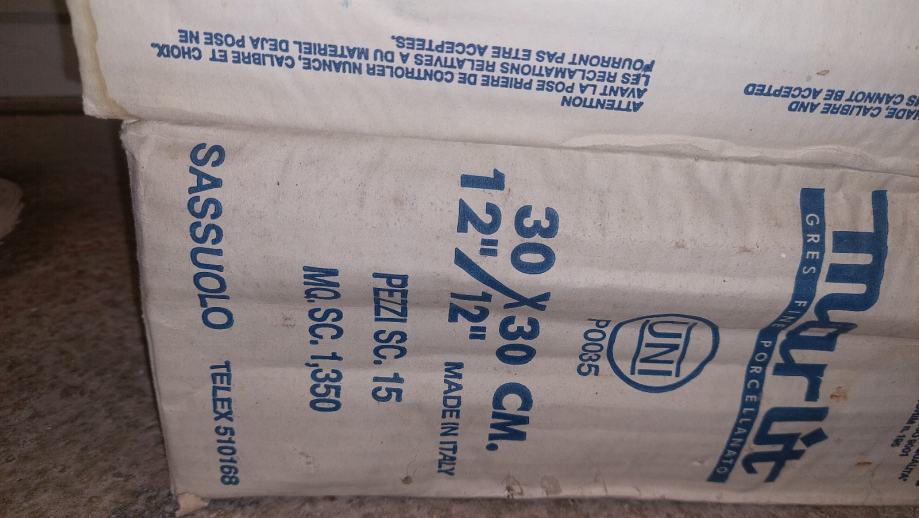 marlit
GRES FINE PORCELLANATO
UNI
P0035
30X30 CM.
12"/12" MADE IN ITALY
PEZZI SC. 15
MQ. SC. 1,350
SASSUOLO TELEX 510168
ATTENTION
AVANT LA POSE PRIERE DE CONTROLER NUANCE, CALIBRE ET CHOIX.
LES RECLAMATIONS RELATIVES A DU MATERIEL DEJA POSE NE
POURRONT PAS ETRE ACCEPTEES.
CALIBRE AND
CANNOT BE ACCEPTED